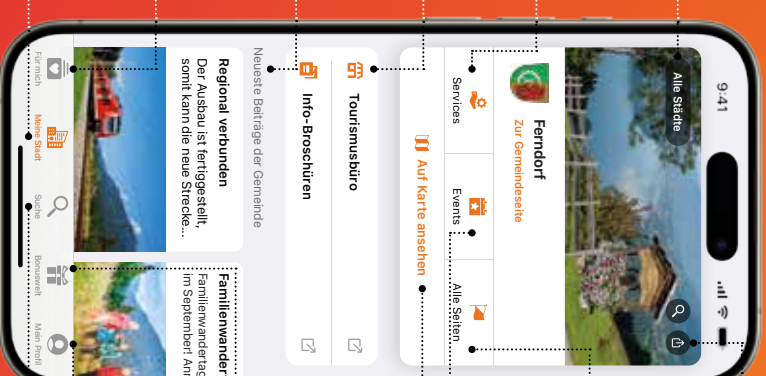 9:41
Alle Städte
Ferndorf
Zur Gemeindeseite
Services
Events
Alle Seiten
Auf Karte ansehen
Tourismusbüro
Info-Broschüren
Neueste Beiträge der Gemeinde
Regional verbunden
Der Ausbau ist fertiggestellt,
somit kann die neue Strecke...
Familienwander
Familienwandertag
im September! Anr
Für mich
Meine Stadt
Suche
Bonuswelt
Mein Profil